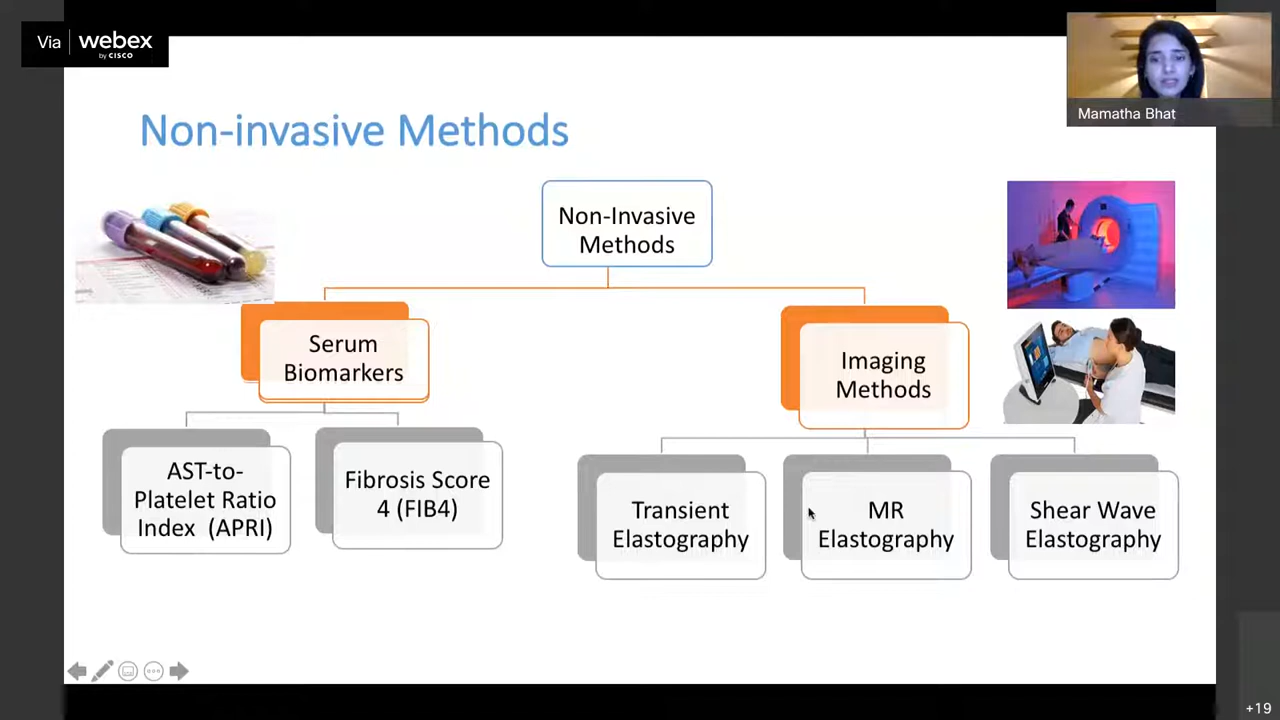 Via webex
by CISCO
Mamatha Bhat
Non-invasive Methods
Non-Invasive
Methods
Serum
Biomarkers
Imaging
Methods
AST-to-
Platelet Ratio
Index (APRI)
Fibrosis Score
4 (FIB4)
Transient
Elastography
MR
Elastography
Shear Wave
Elastography
+19